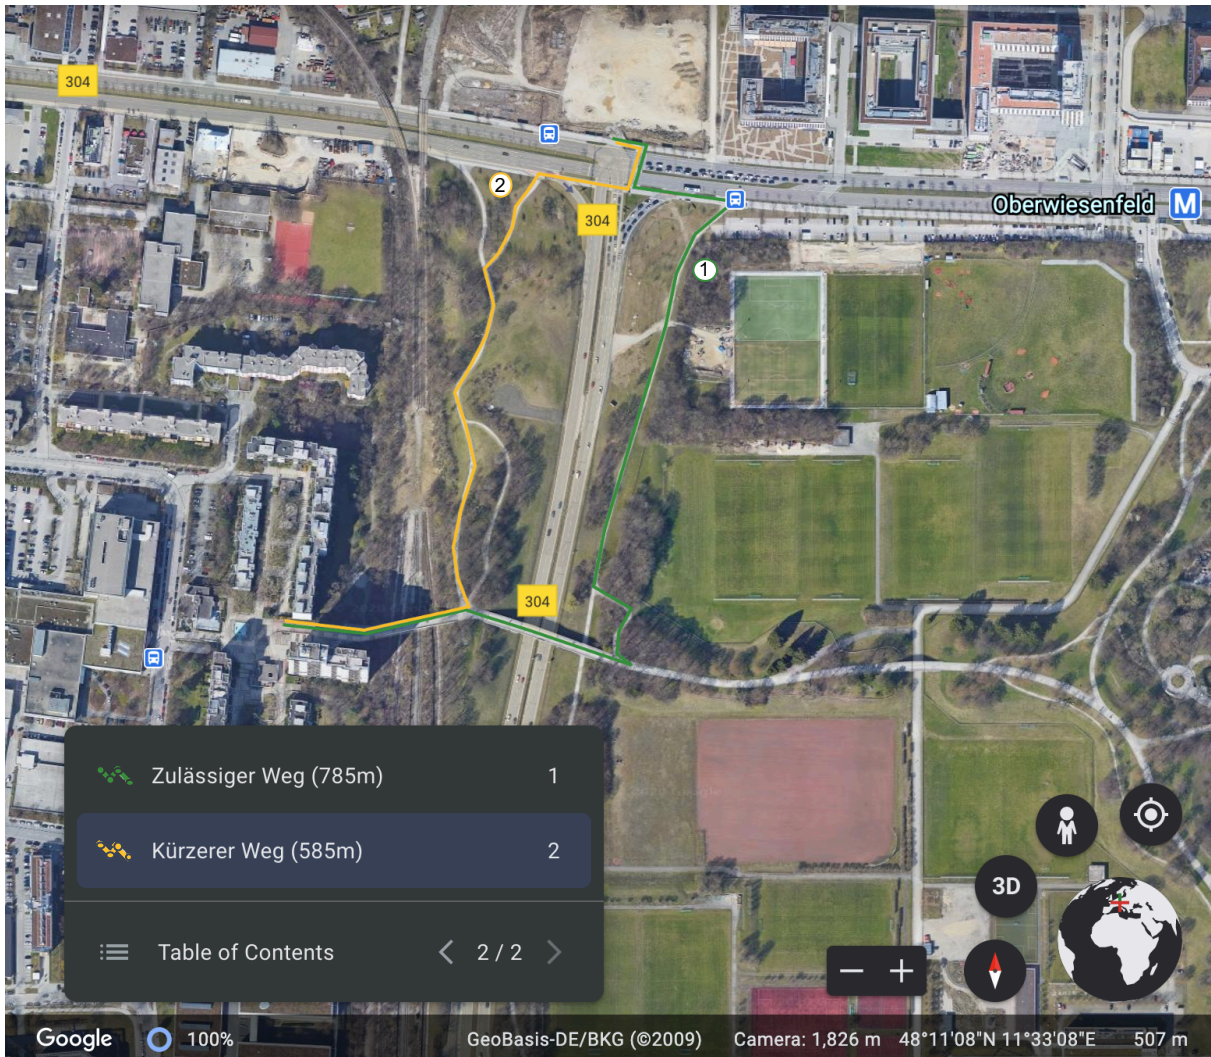 304
2
304
Oberwiesenfeld
M
1
304
Zulässiger Weg (785m) 1
Kürzerer Weg (585m) 2
Table of Contents 2 / 2
3D
Google 100% GeoBasis-DE/BKG (©2009) Camera: 1,826 m 48°11'08"N 11°33'08"E 507 m